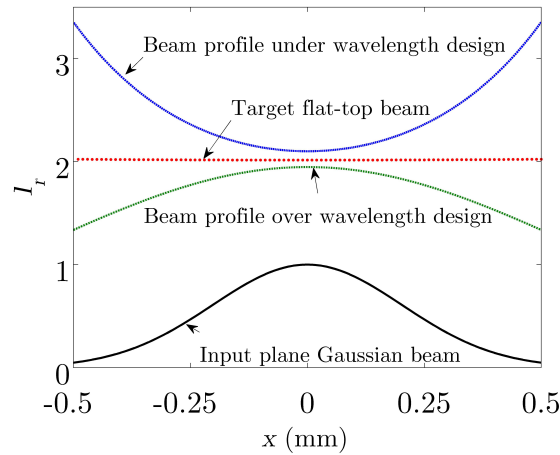 3
Beam profile under wavelength design
Target flat-top beam
2
I_r
Beam profile over wavelength design
1
Input plane Gaussian beam
0
-0.5 -0.25 0 0.25 0.5
x (mm)